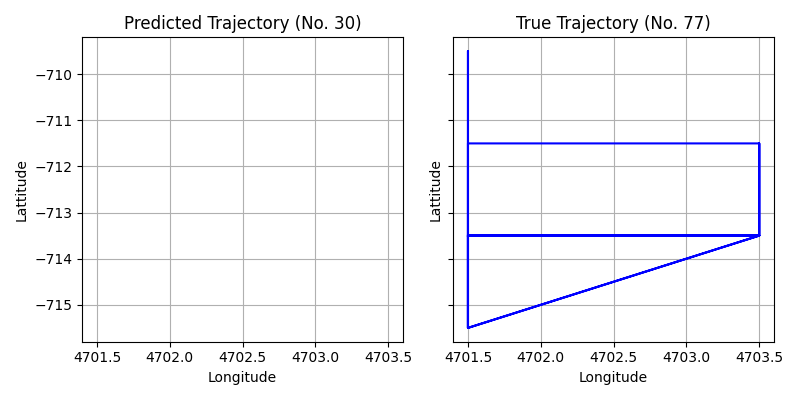 Predicted Trajectory (No. 30)
True Trajectory (No. 77)
Lattitude
−710
−711
−712
−713
−714
−715
4701.5 4702.0 4702.5 4703.0 4703.5
Longitude
Lattitude
4701.5 4702.0 4702.5 4703.0 4703.5
Longitude